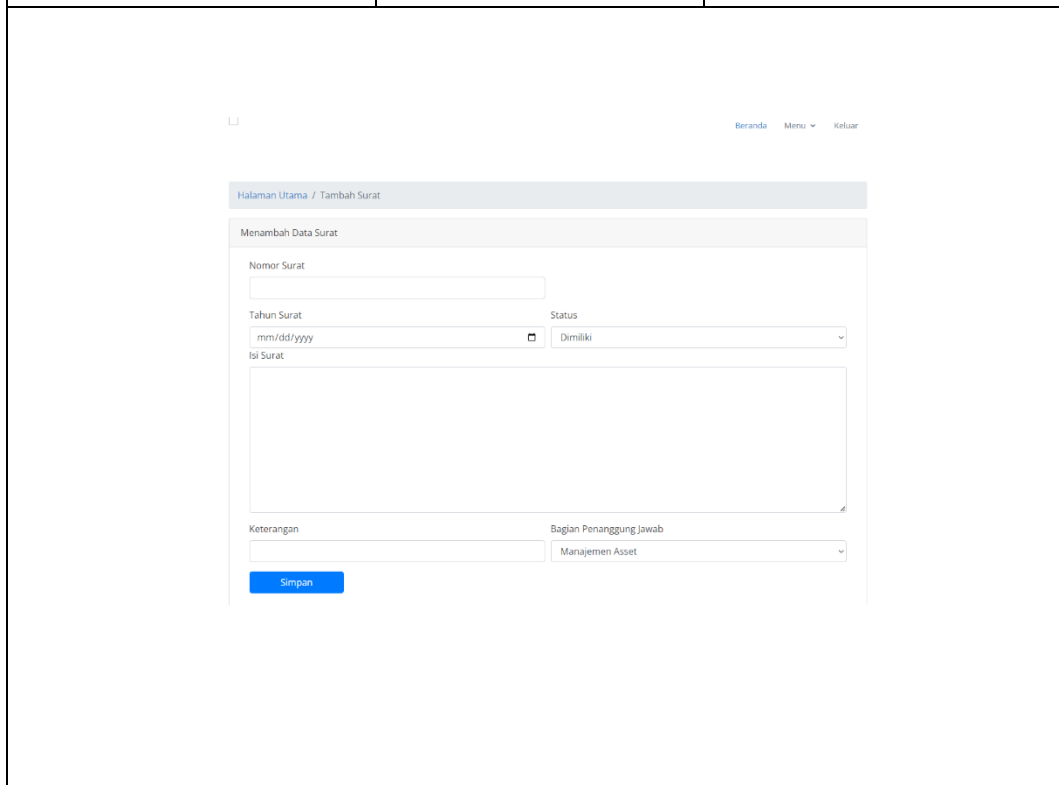 Beranda Menu Keluar
Halaman Utama / Tambah Surat
Menambah Data Surat
Nomor Surat
Tahun Surat Status
mm/dd/yyyy Dimiliki
Isi Surat
Keterangan Bagian Penanggung Jawab
Manajemen Asset
Simpan